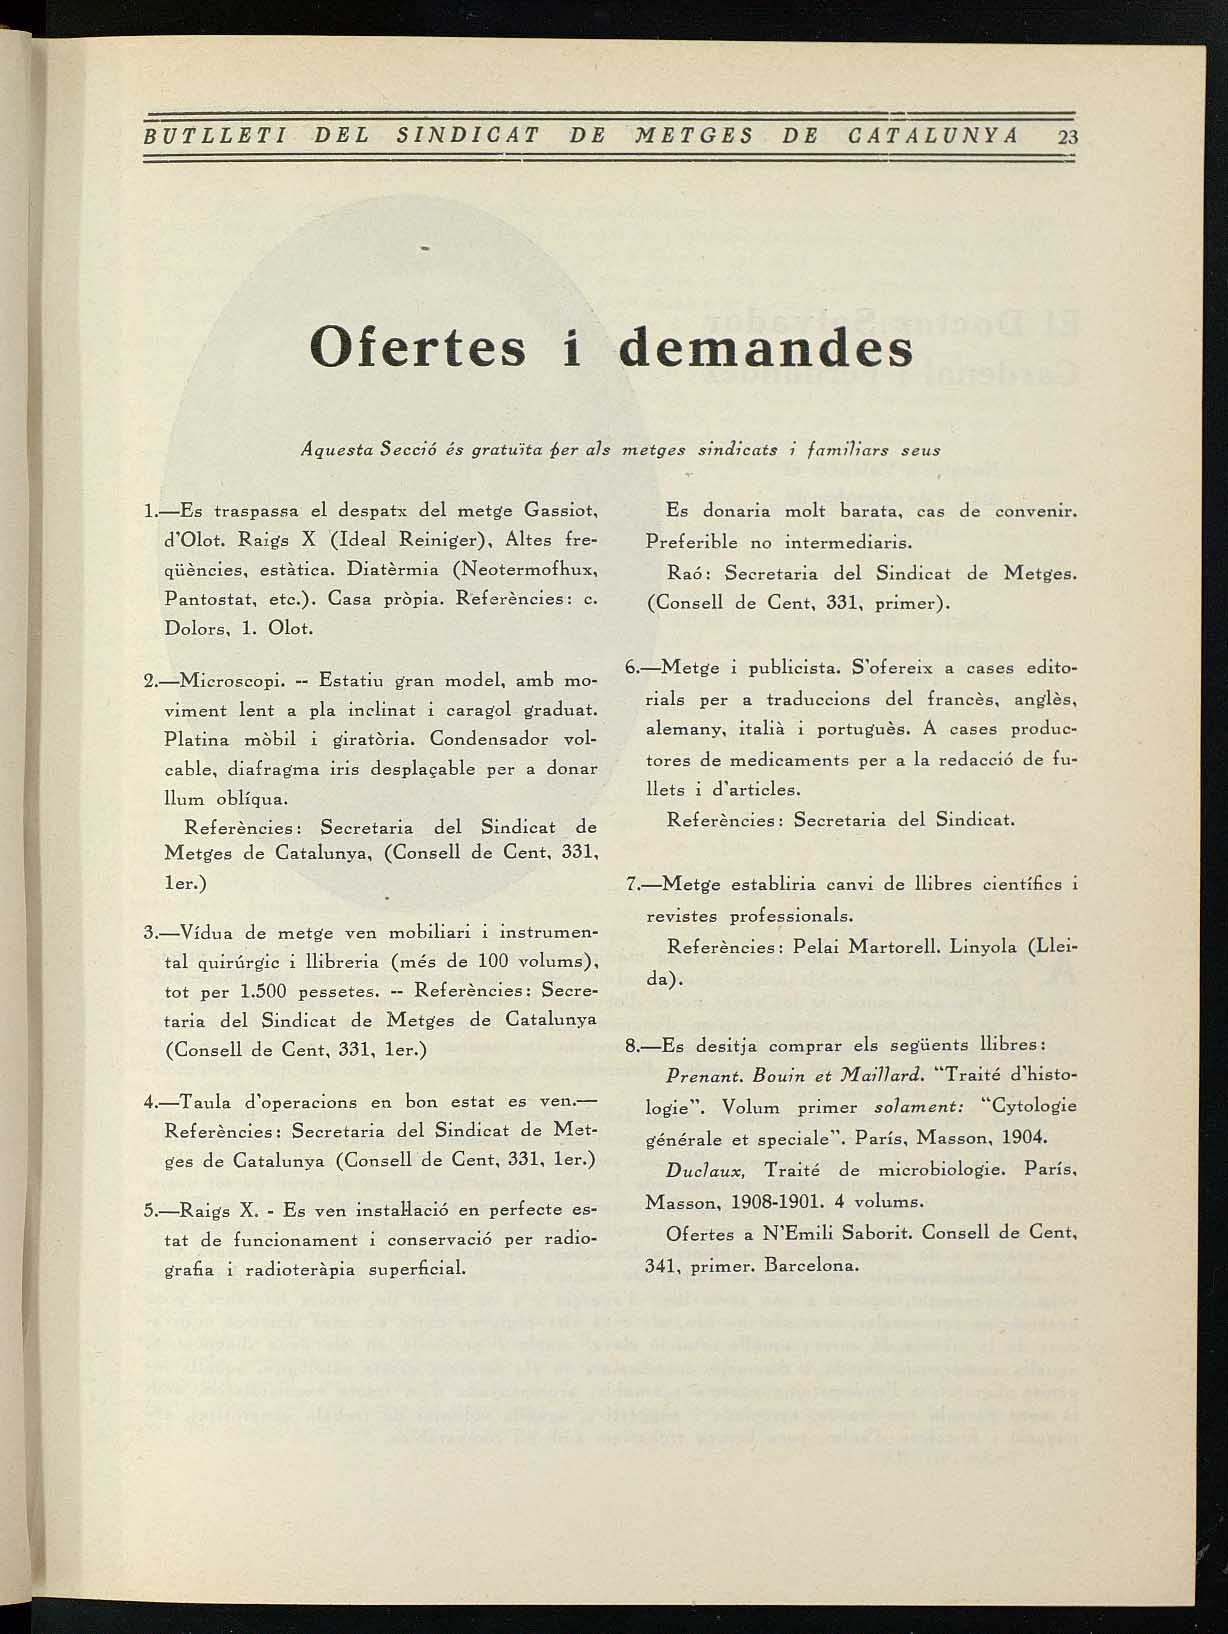 BUTLLETI DEL SINDICAT DE METGES DE CATALUNYA 23
Ofertes i demandes
Aquesta Secció és gratuïta per als metges sindicats i familiars seus
1.—Es traspassa el despatx del metge Gassiot,
d'Olot. Raigs X (Ideal Reiniger), Altes fre-
qüències, estàtica. Diatèrmia (Neotermofhux,
Pantostat, etc.). Casa pròpia. Referències: c.
Dolors, 1. Olot.
2.—Microscopi. -- Estatiu gran model, amb mo-
viment lent a pla inclinat i caragol graduat.
Platina mòbil i giratòria. Condensador vol-
cable, diafragma iris desplaçable per a donar
llum oblíqua.
Referències: Secretaria del Sindicat de
Metges de Catalunya, (Consell de Cent, 331,
1er.)
3.—Vídua de metge ven mobiliari i instrumen-
tal quirúrgic i llibreria (més de 100 volums),
tot per 1.500 pessetes. -- Referències: Secre-
taria del Sindicat de Metges de Catalunya
(Consell de Cent, 331, 1er.)
4.—Taula d'operacions en bon estat es ven.—
Referències: Secretaria del Sindicat de Met-
ges de Catalunya (Consell de Cent, 331, 1er.)
5.—Raigs X. - Es ven instaŀlació en perfecte es-
tat de funcionament i conservació per radio-
grafia i radioteràpia superficial.
Es donaria molt barata, cas de convenir.
Preferible no intermediaris.
Raó: Secretaria del Sindicat de Metges.
(Consell de Cent, 331, primer).
6.—Metge i publicista. S'ofereix a cases edito-
rials per a traduccions del francès, anglès,
alemany, italià i portuguès. A cases produc-
tores de medicaments per a la redacció de fu-
llets i d'articles.
Referències: Secretaria del Sindicat.
7.—Metge establiria canvi de llibres científics i
revistes professionals.
Referències: Pelai Martorell. Linyola (Llei-
da).
8.—Es desitja comprar els següents llibres:
Prenant. Bouin et Maillard. "Traité d'histo-
logie". Volum primer solament: "Cytologie
générale et speciale". París, Masson, 1904.
Duclaux, Traité de microbiologie. París,
Masson, 1908-1901. 4 volums.
Ofertes a N'Emili Saborit. Consell de Cent,
341, primer. Barcelona.